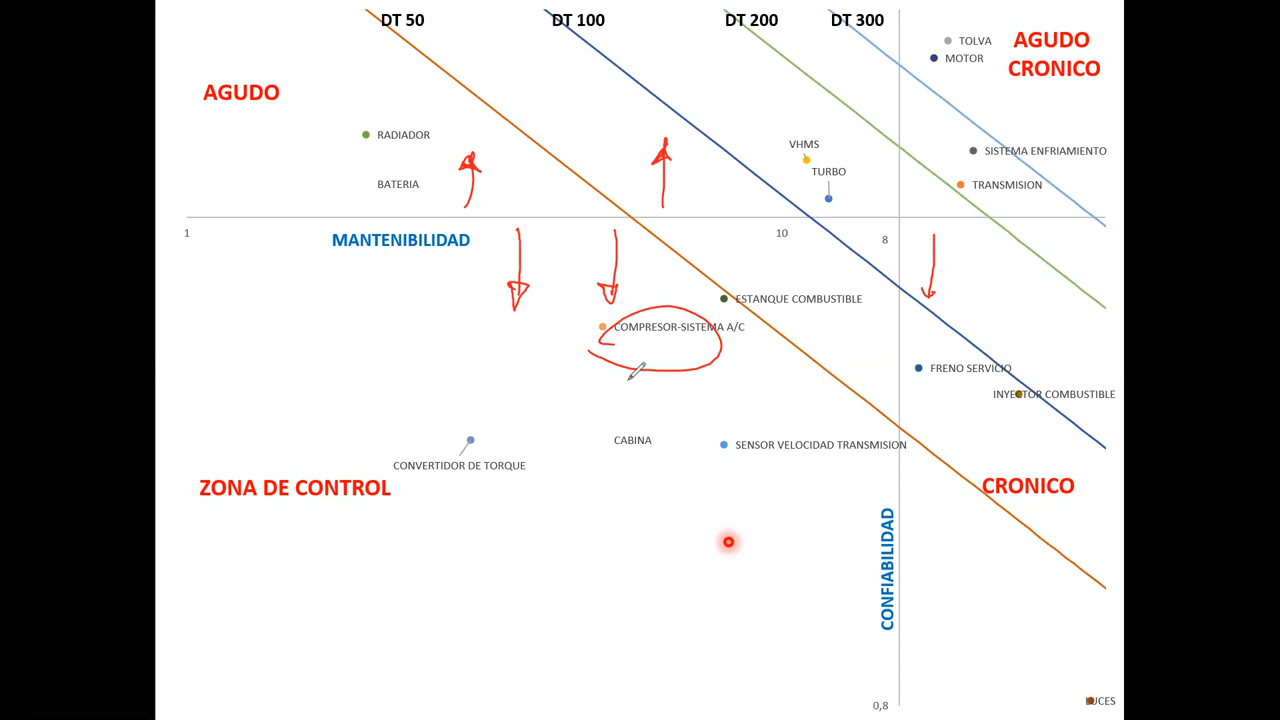 DT 50
DT 100
DT 200
DT 300
TOLVA
AGUDO
CRONICO
MOTOR
AGUDO
RADIADOR
VHMS
SISTEMA ENFRIAMIENTO
TURBO
BATERIA
TRANSMISION
1
MANTENIBILIDAD
10
8
ESTANQUE COMBUSTIBLE
COMPRESOR-SISTEMA A/C
FRENO SERVICIO
INYECTOR COMBUSTIBLE
CABINA
SENSOR VELOCIDAD TRANSMISION
CONVERTIDOR DE TORQUE
ZONA DE CONTROL
CRONICO
CONFIABILIDAD
LUCES
0,8